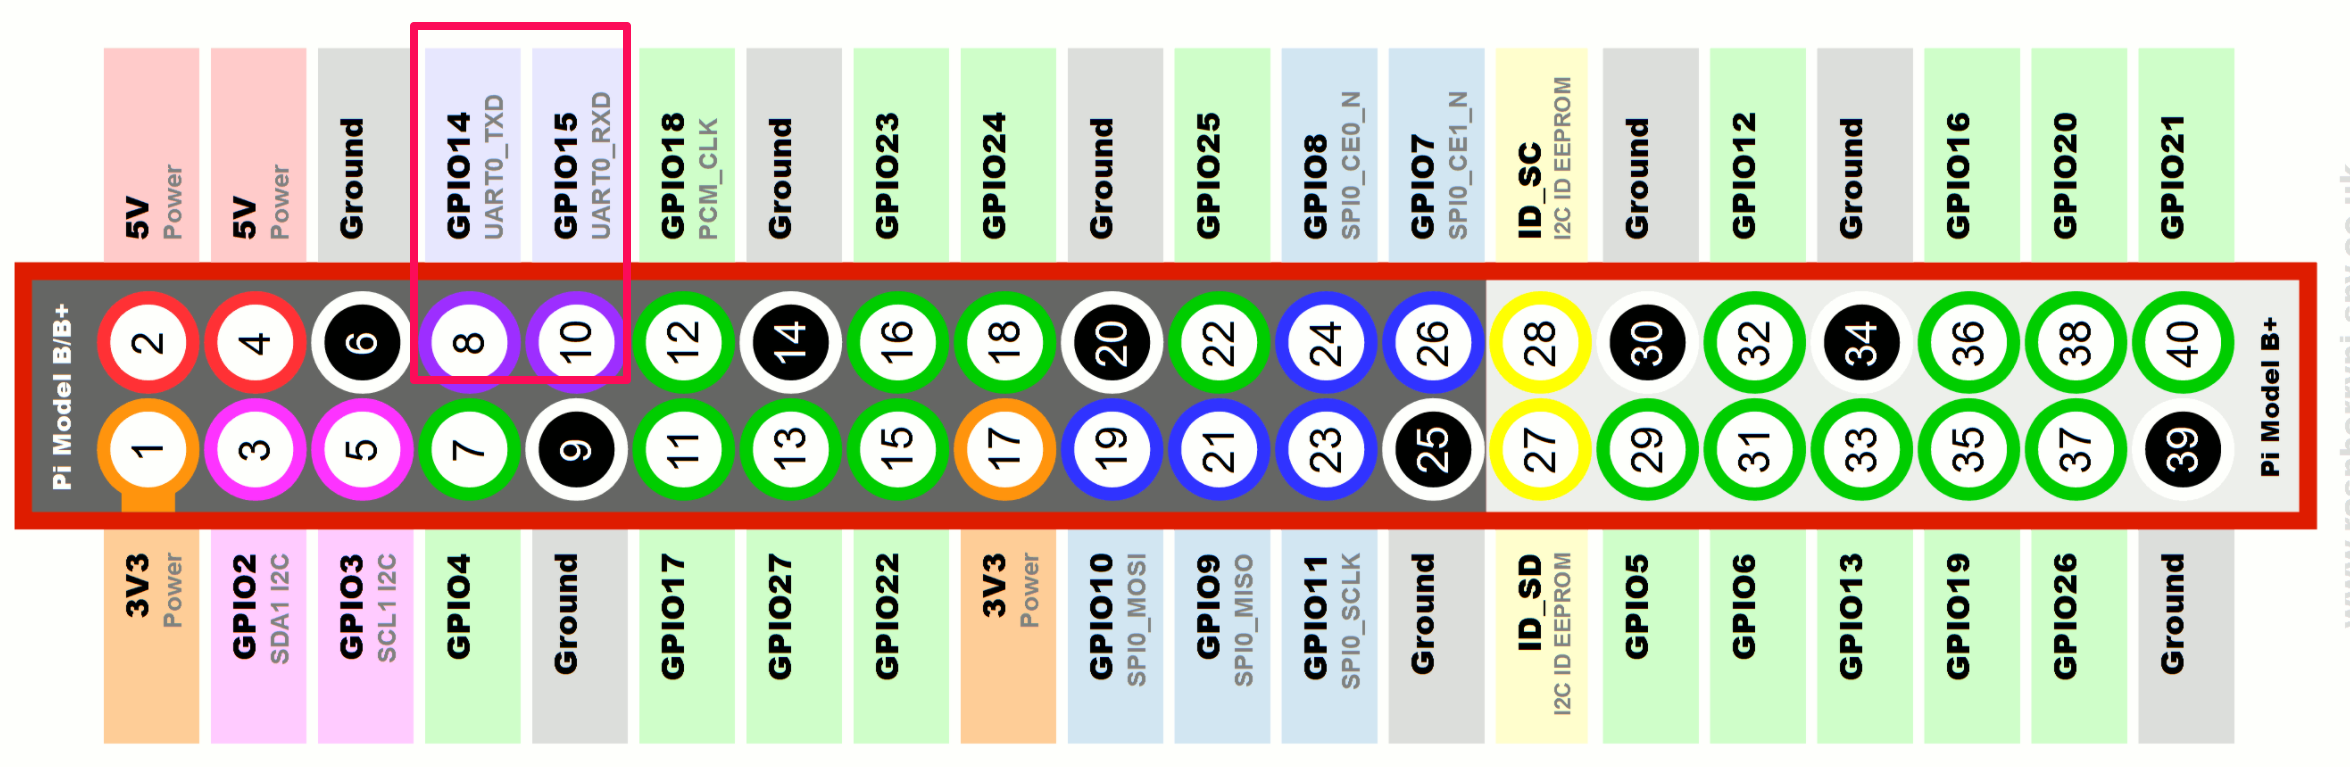 5V
Power
5V
Power
Ground
GPIO14
UART0_TXD
GPIO15
UART0_RXD
GPIO18
PCM_CLK
Ground
GPIO23
GPIO24
Ground
GPIO25
GPIO8
SPI0_CE0_N
GPIO7
SPI0_CE1_N
ID_SC
I2C ID EEPROM
Ground
GPIO12
Ground
GPIO16
GPIO20
GPIO21
Pi Model B/B+
2 4 6 8 10 12 14 16 18 20 22 24 26 28 30 32 34 36 38 40
1 3 5 7 9 11 13 15 17 19 21 23 25 27 29 31 33 35 37 39
Pi Model B+
3V3
Power
GPIO2
SDA1 I2C
GPIO3
SCL1 I2C
GPIO4
Ground
GPIO17
GPIO27
GPIO22
3V3
Power
GPIO10
SPI0_MOSI
GPIO9
SPI0_MISO
GPIO11
SPI0_SCLK
Ground
ID_SD
I2C ID EEPROM
GPIO5
GPIO6
GPIO13
GPIO19
GPIO26
Ground